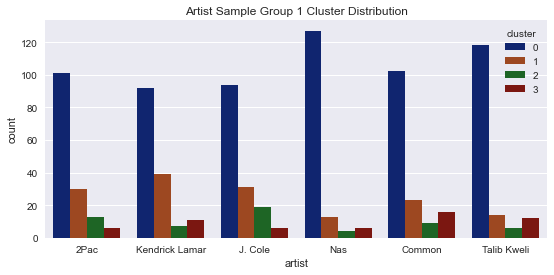 Artist Sample Group 1 Cluster Distribution
cluster
0
1
2
3
count
120
100
80
60
40
20
0
2Pac Kendrick Lamar J. Cole Nas Common Talib Kweli
artist